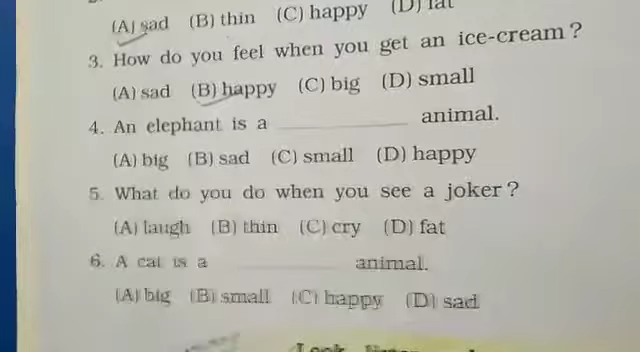 (A) sad (B) thin (C) happy (D) fat
3. How do you feel when you get an ice-cream?
(A) sad (B) happy (C) big (D) small
4. An elephant is a ____________ animal.
(A) big (B) sad (C) small (D) happy
5. What do you do when you see a joker?
(A) laugh (B) thin (C) cry (D) fat
6. A cat is a ____________ animal.
(A) big (B) small (C) happy (D) sad
Look,